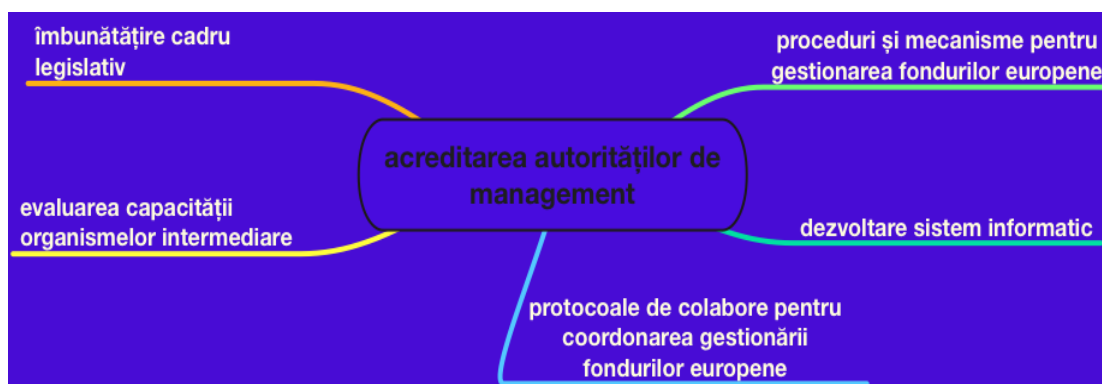 îmbunătățire cadru
legislativ
proceduri și mecanisme pentru
gestionarea fondurilor europene
acreditarea autorităților de
management
evaluarea capacității
organismelor intermediare
dezvoltare sistem informatic
protocoale de colabore pentru
coordonarea gestionării
fondurilor europene